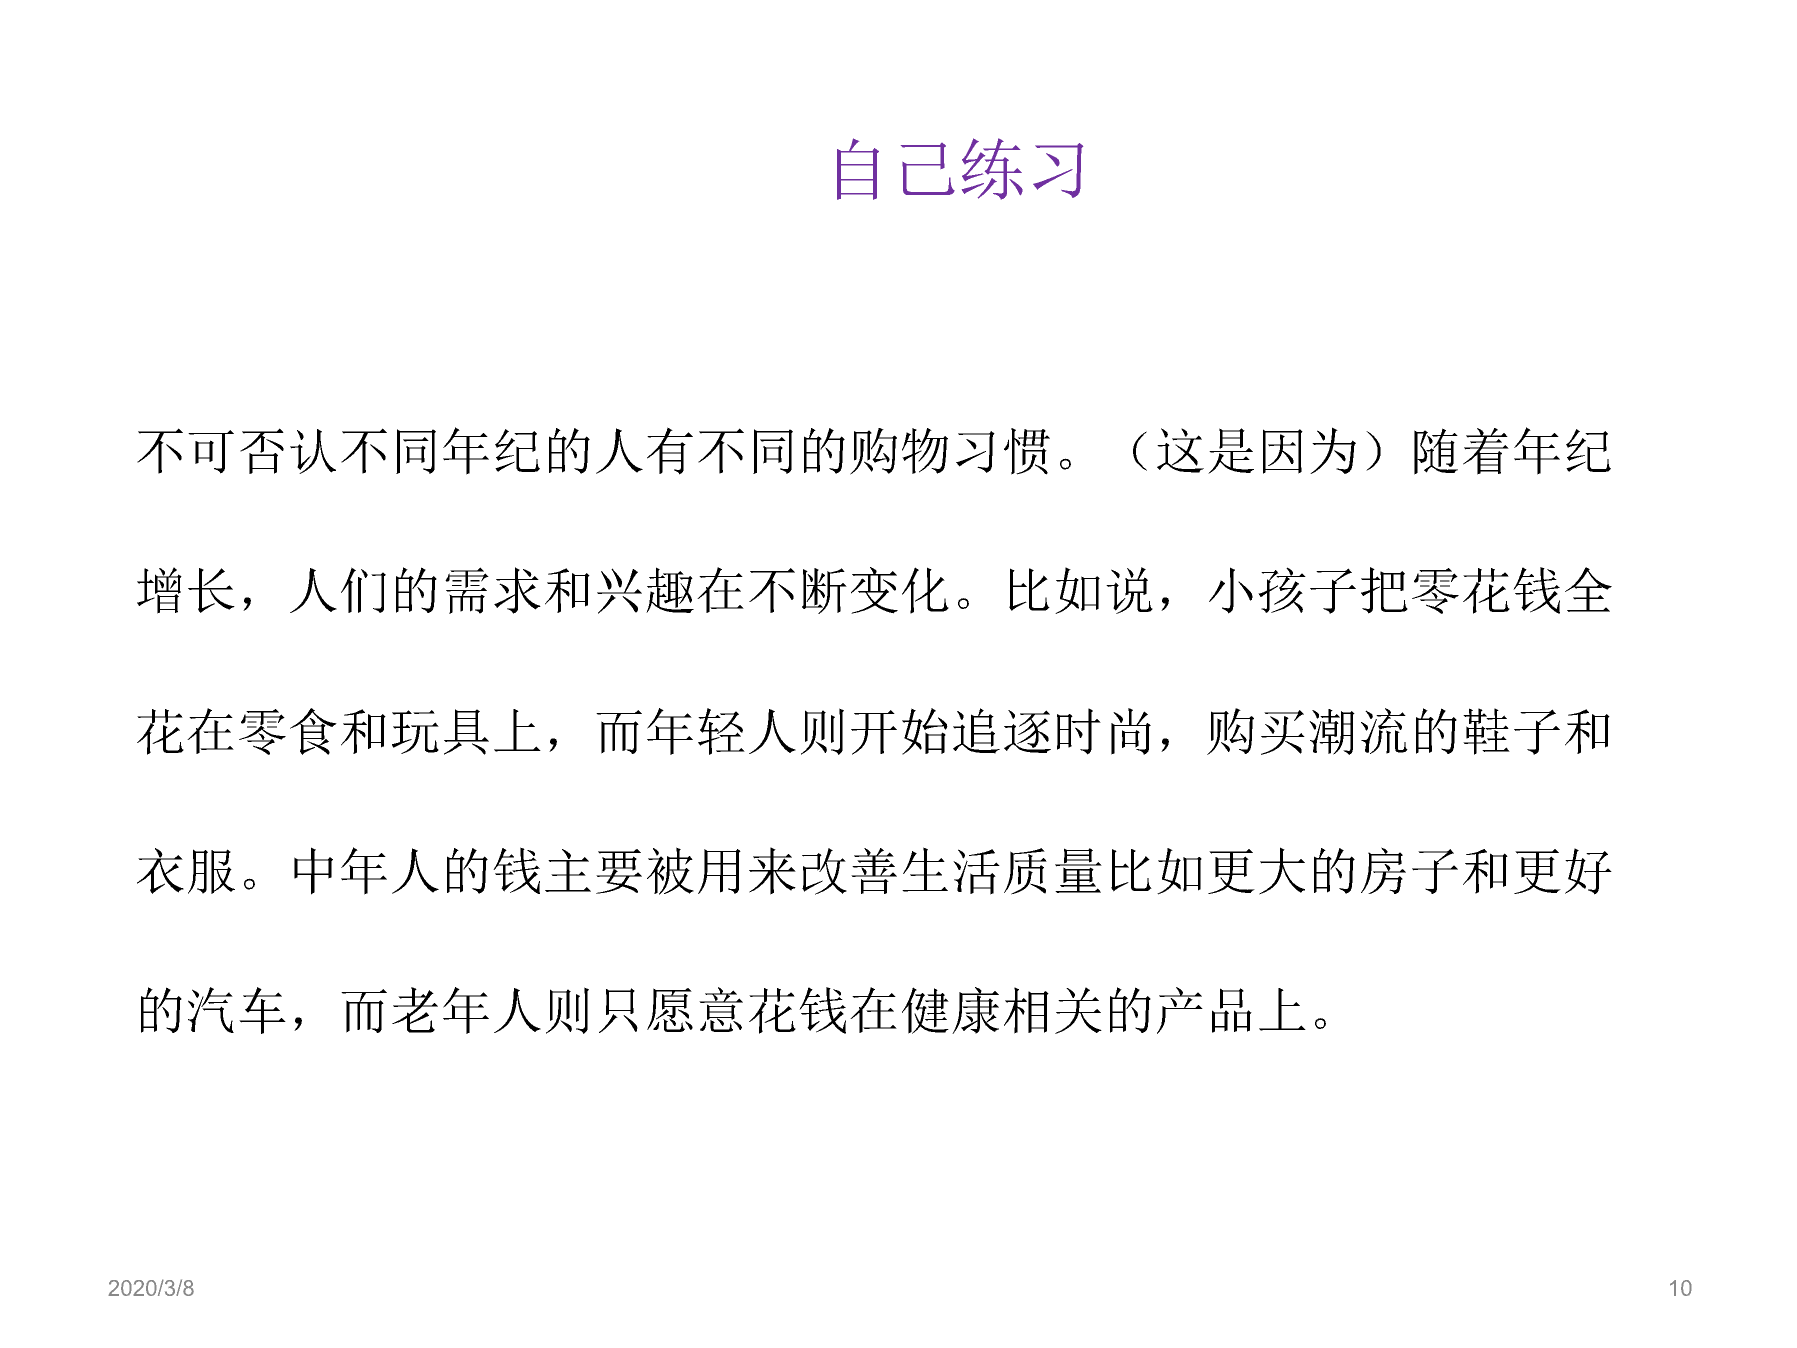 自己练习
不可否认不同年纪的人有不同的购物习惯。（这是因为）随着年纪
增长，人们的需求和兴趣在不断变化。比如说，小孩子把零花钱全
花在零食和玩具上，而年轻人则开始追逐时尚，购买潮流的鞋子和
衣服。中年人的钱主要被用来改善生活质量比如更大的房子和更好
的汽车，而老年人则只愿意花钱在健康相关的产品上。
2020/3/8
10